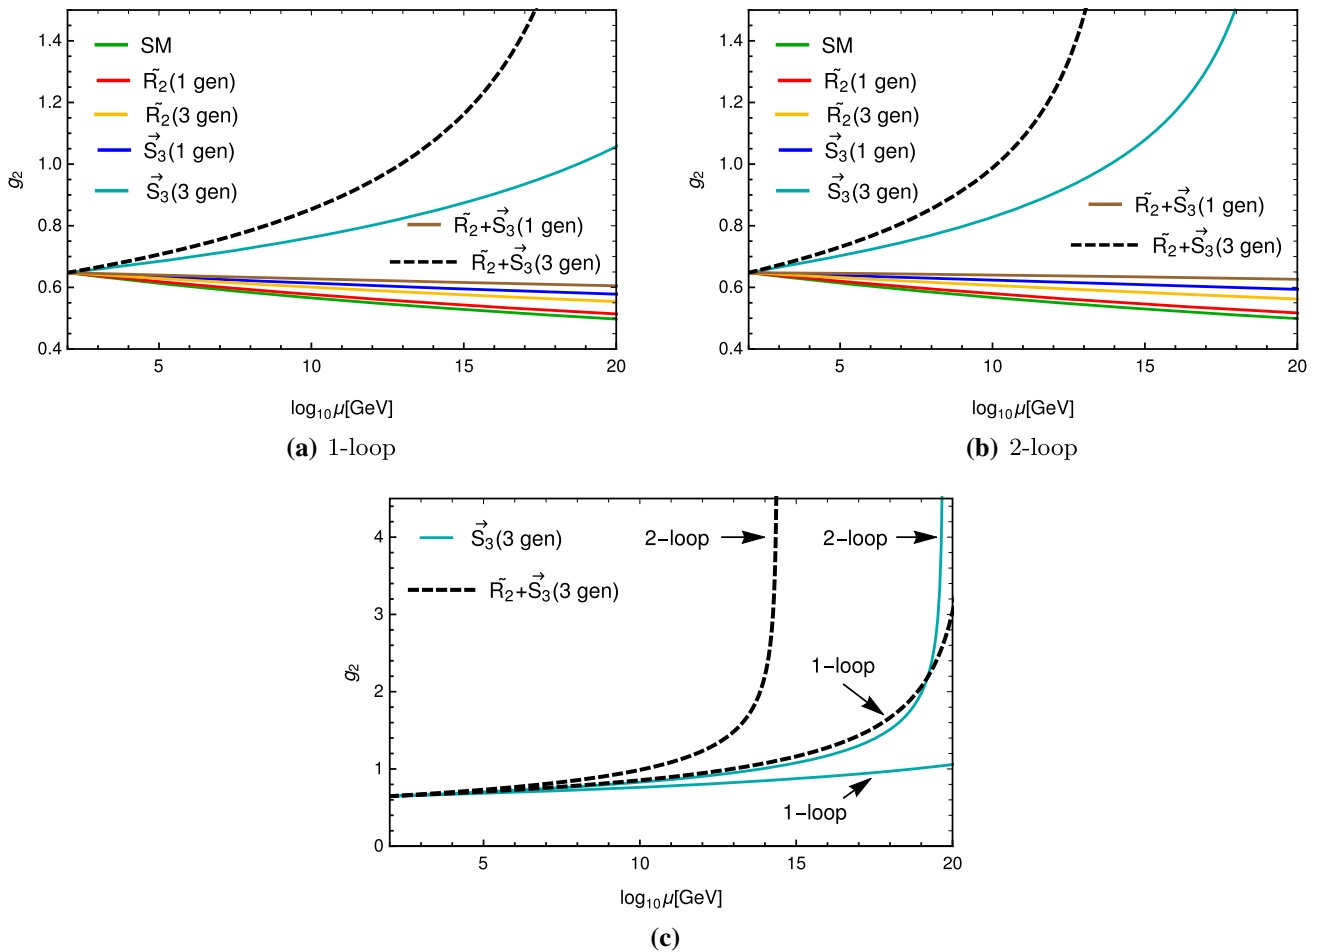 1.4
1.2
1.0
0.8
0.6
0.4
g₂
SM
R̃₂(1 gen)
R̃₂(3 gen)
S⃗₃(1 gen)
S⃗₃(3 gen)
R̃₂+S⃗₃(1 gen)
R̃₂+S⃗₃(3 gen)
5 10 15 20
log₁₀μ[GeV]
(a) 1-loop
1.4
1.2
1.0
0.8
0.6
0.4
g₂
SM
R̃₂(1 gen)
R̃₂(3 gen)
S⃗₃(1 gen)
S⃗₃(3 gen)
R̃₂+S⃗₃(1 gen)
R̃₂+S⃗₃(3 gen)
5 10 15 20
log₁₀μ[GeV]
(b) 2-loop
4
3
2
1
0
g₂
S⃗₃(3 gen)
R̃₂+S⃗₃(3 gen)
2-loop
2-loop
1-loop
1-loop
5 10 15 20
log₁₀μ[GeV]
(c)